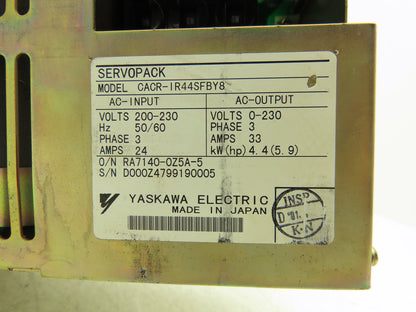 SERVOPACK
MODEL CACR-IR44SFBY8
AC-INPUT AC-OUTPUT
VOLTS 200-230 VOLTS 0-230
Hz 50/60 PHASE 3
PHASE 3 AMPS 33
AMPS 24 kW(hp) 4.4(5.9)
O/N RA7140-0Z5A-5
S/N D000Z4799190005
YASKAWA ELECTRIC
MADE IN JAPAN
INSP
D '01.
K.N